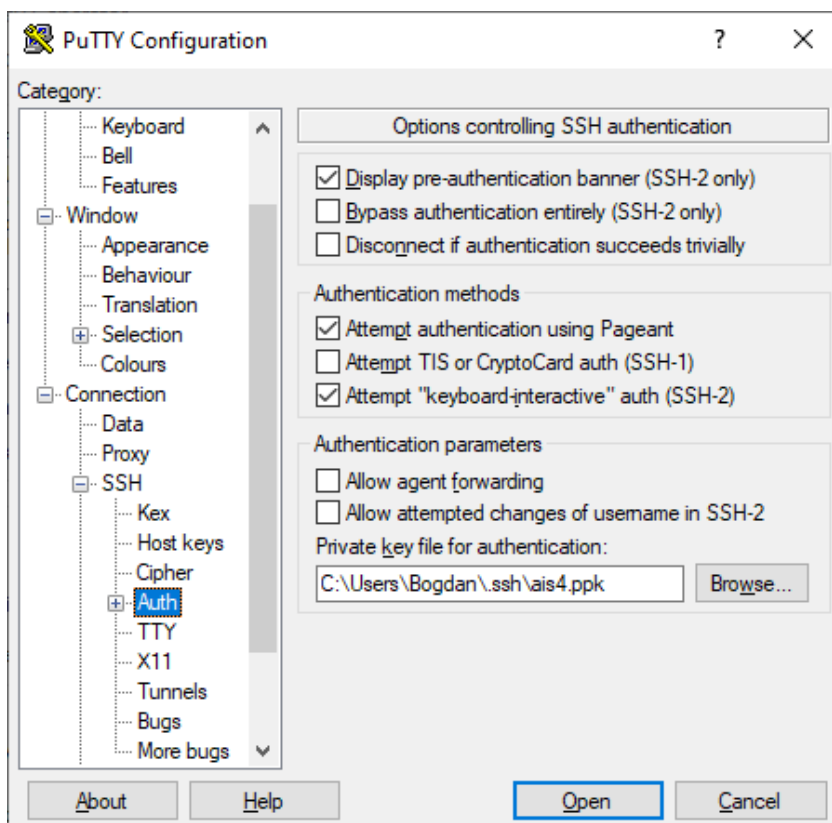 PuTTY Configuration
?
Category:
Keyboard
Bell
Features
Window
Appearance
Behaviour
Translation
Selection
Colours
Connection
Data
Proxy
SSH
Kex
Host keys
Cipher
Auth
TTY
X11
Tunnels
Bugs
More bugs
Options controlling SSH authentication
Display pre-authentication banner (SSH-2 only)
Bypass authentication entirely (SSH-2 only)
Disconnect if authentication succeeds trivially
Authentication methods
Attempt authentication using Pageant
Attempt TIS or CryptoCard auth (SSH-1)
Attempt "keyboard-interactive" auth (SSH-2)
Authentication parameters
Allow agent forwarding
Allow attempted changes of username in SSH-2
Private key file for authentication:
C:\Users\Bogdan\.ssh\ais4.ppk
Browse...
About
Help
Open
Cancel